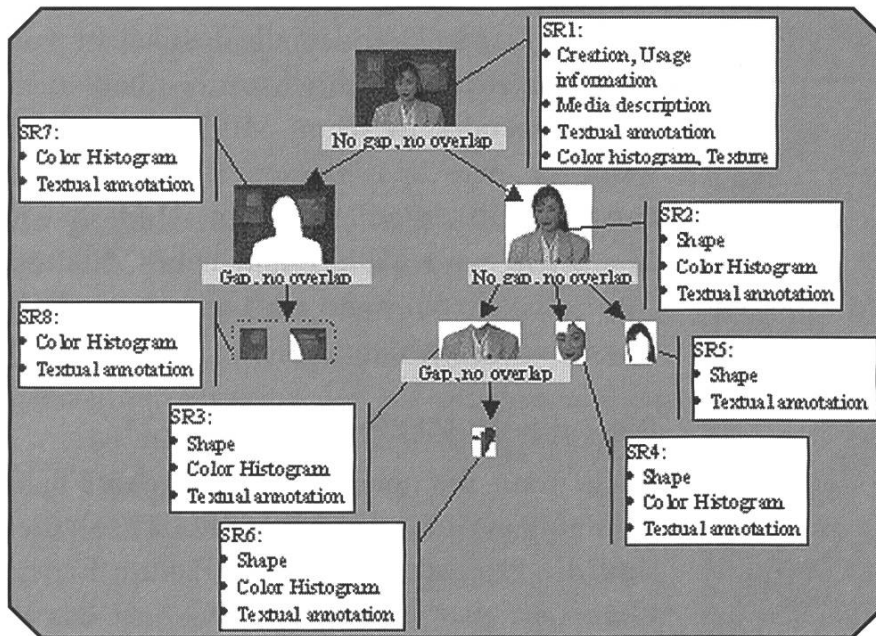 SR1:
• Creation, Usage
information
• Media description
• Textual annotation
• Color histogram, Texture
No gap, no overlap
SR7:
• Color Histogram
• Textual annotation
SR2:
• Shape
• Color Histogram
• Textual annotation
Gap, no overlap
No gap, no overlap
SR8:
• Color Histogram
• Textual annotation
SR5:
• Shape
• Textual annotation
Gap, no overlap
SR3:
• Shape
• Color Histogram
• Textual annotation
SR4:
• Shape
• Color Histogram
• Textual annotation
SR6:
• Shape
• Color Histogram
• Textual annotation